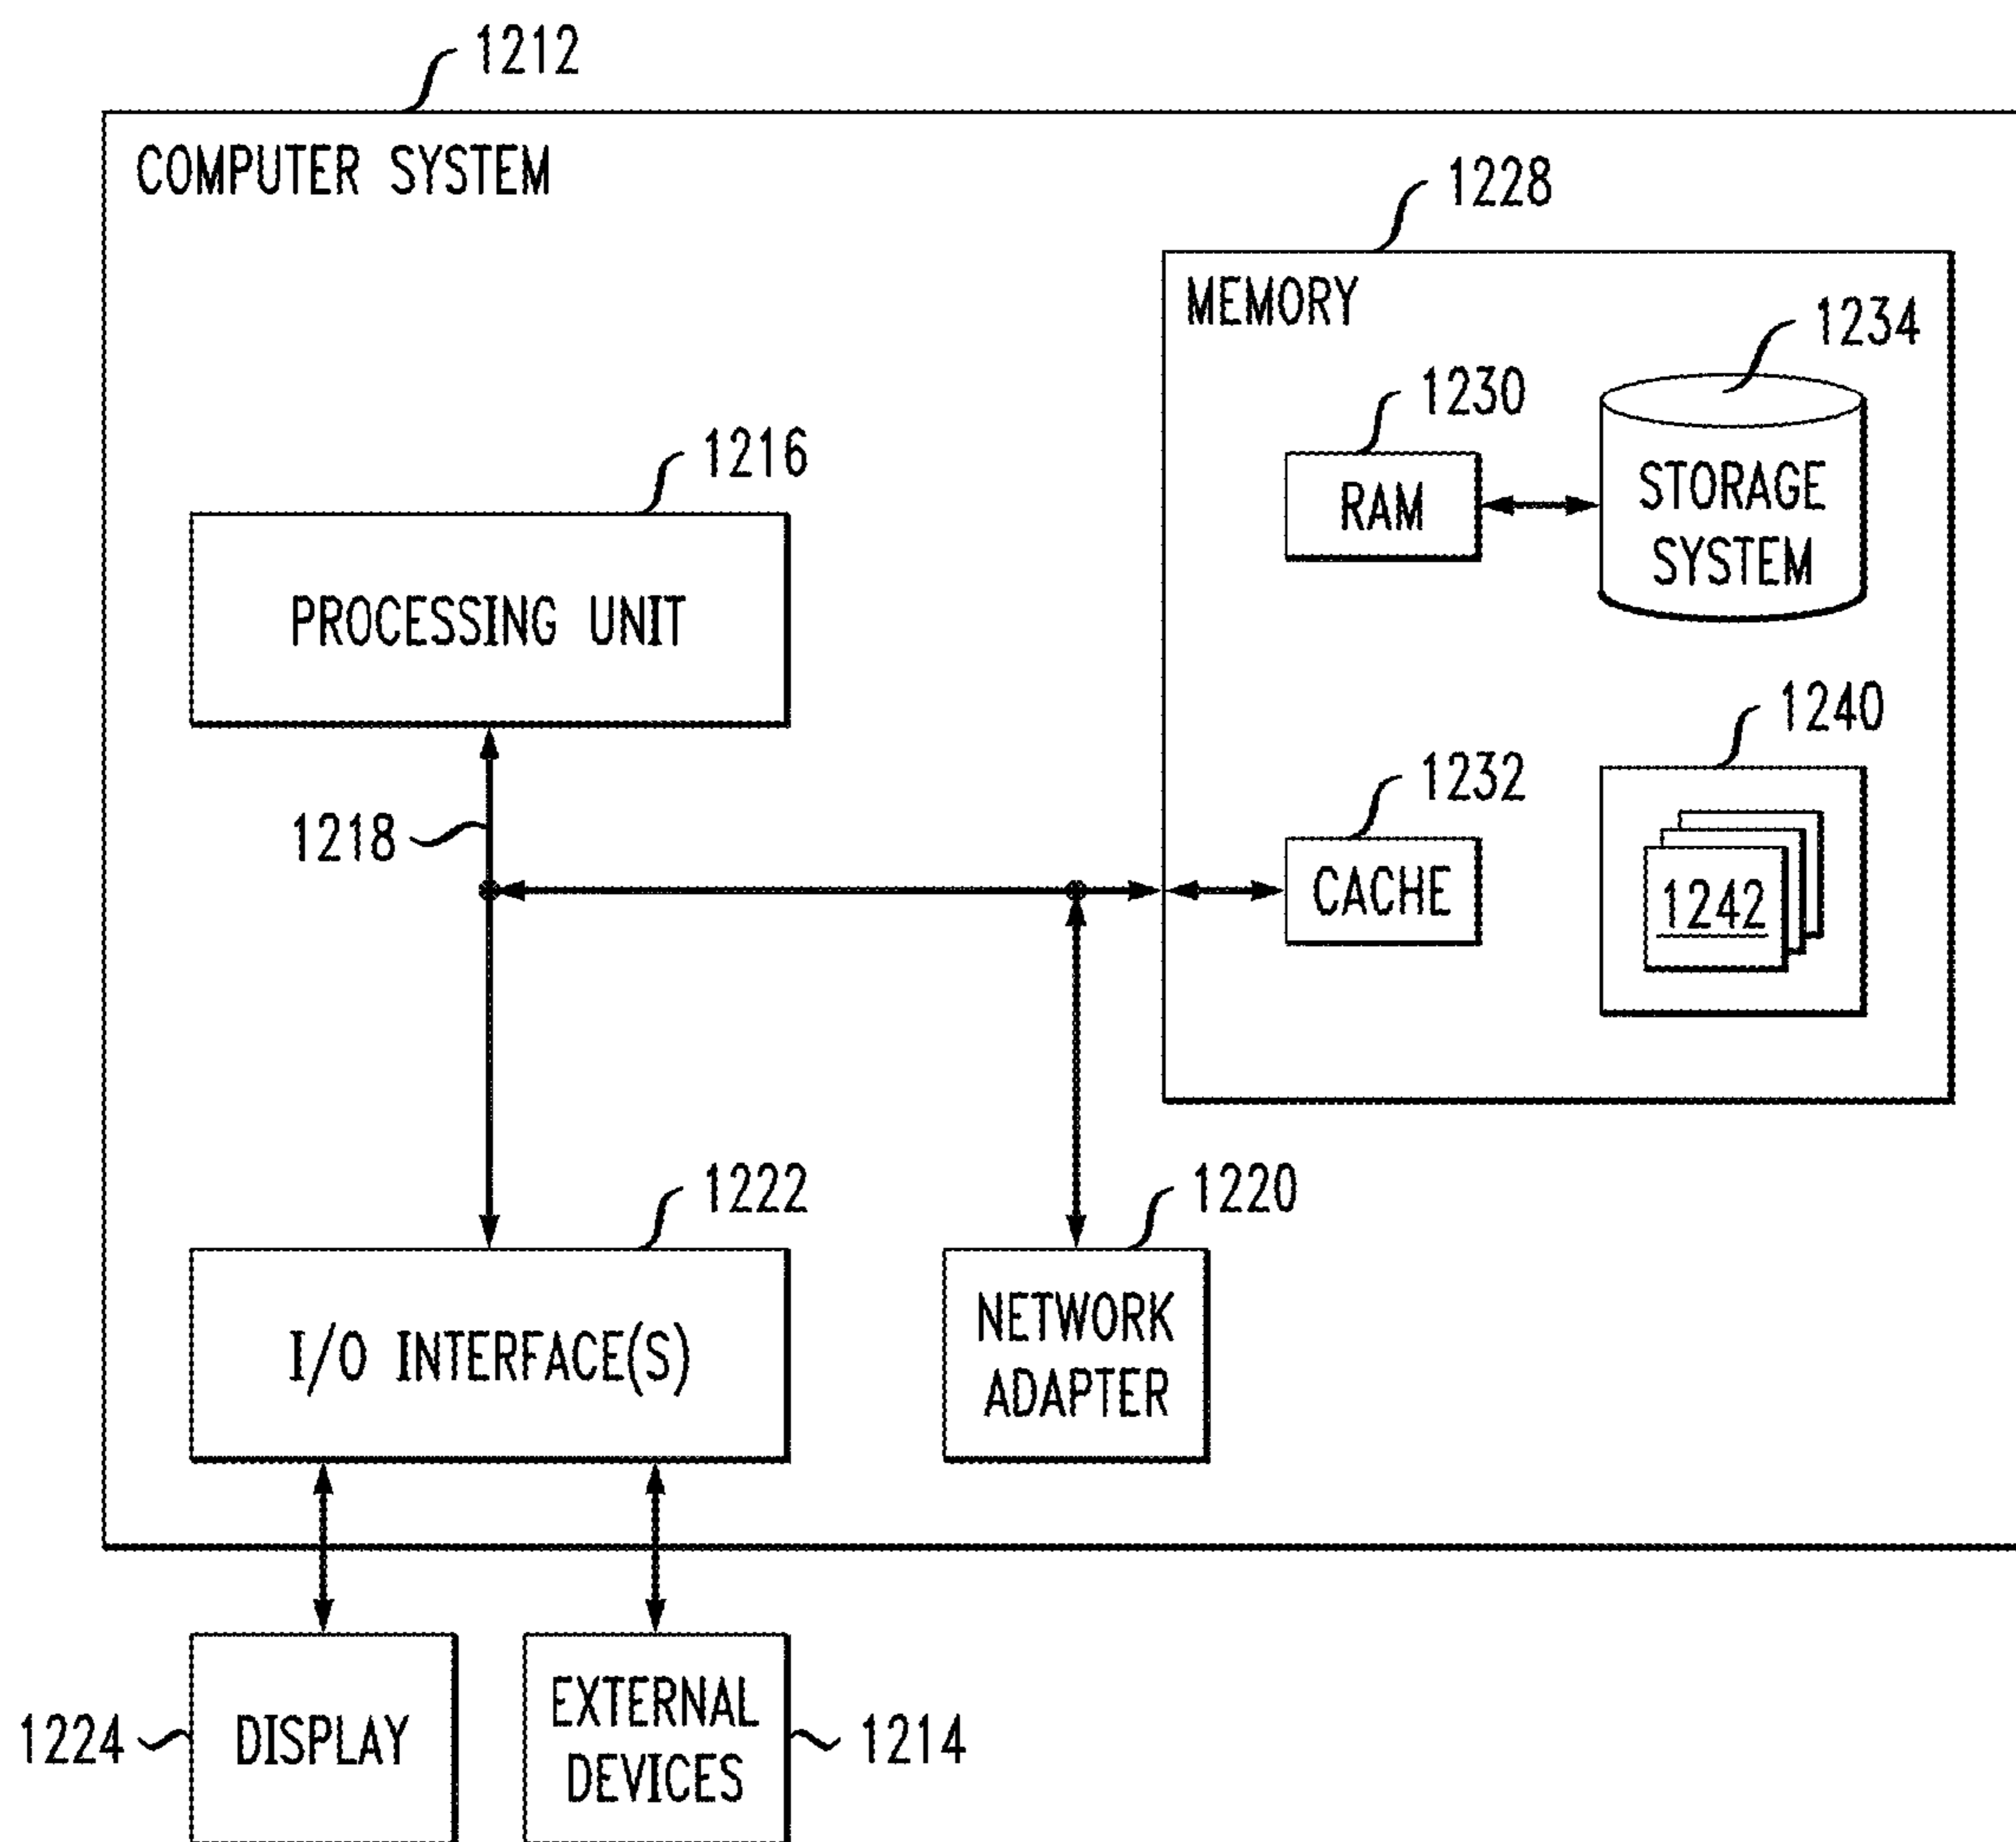 1212
COMPUTER SYSTEM
1228
MEMORY
1234
1230
RAM
STORAGE
SYSTEM
1216
PROCESSING UNIT
1240
1232
1218
CACHE
1242
1222
1220
I/O INTERFACE(S)
NETWORK
ADAPTER
1224
DISPLAY
EXTERNAL
DEVICES
1214